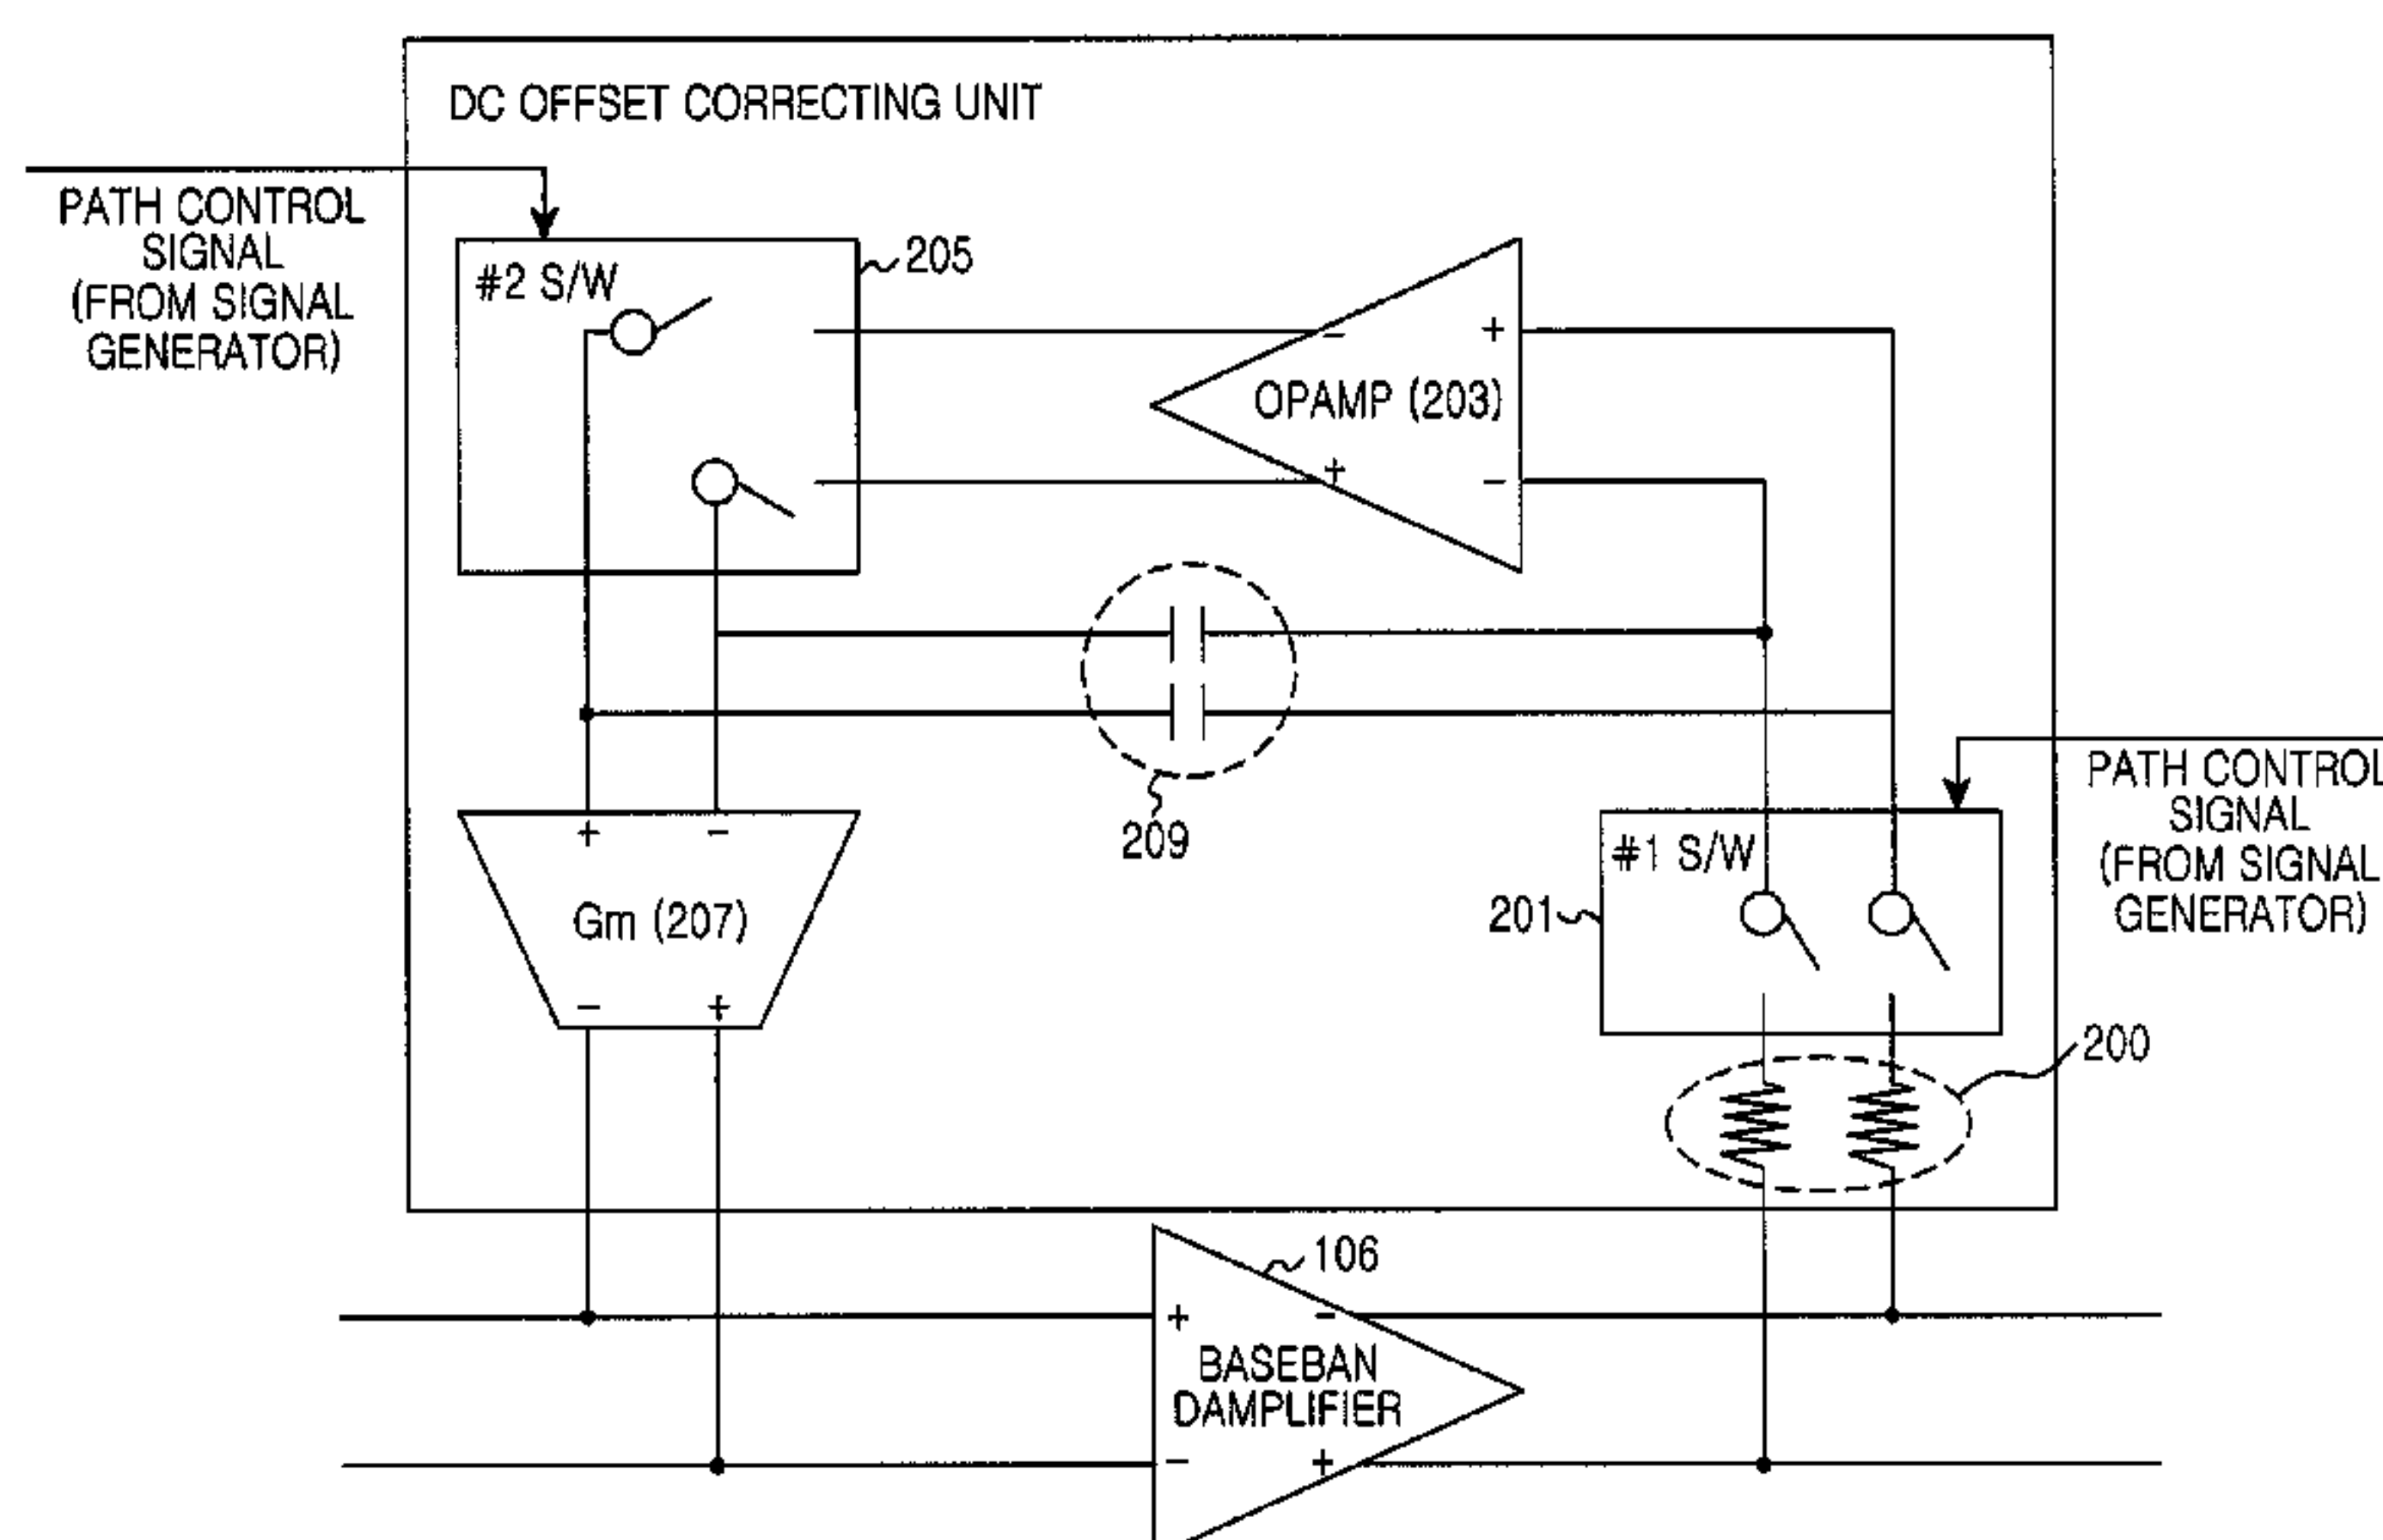 DC OFFSET CORRECTING UNIT
PATH CONTROL
SIGNAL
(FROM SIGNAL
GENERATOR)
#2 S/W
205
- +
OPAMP (203)
+ -
209
+ -
Gm (207)
- +
PATH CONTROL
SIGNAL
(FROM SIGNAL
GENERATOR)
#1 S/W
201
200
106
+ -
BASEBAN
DAMPLIFIER
- +